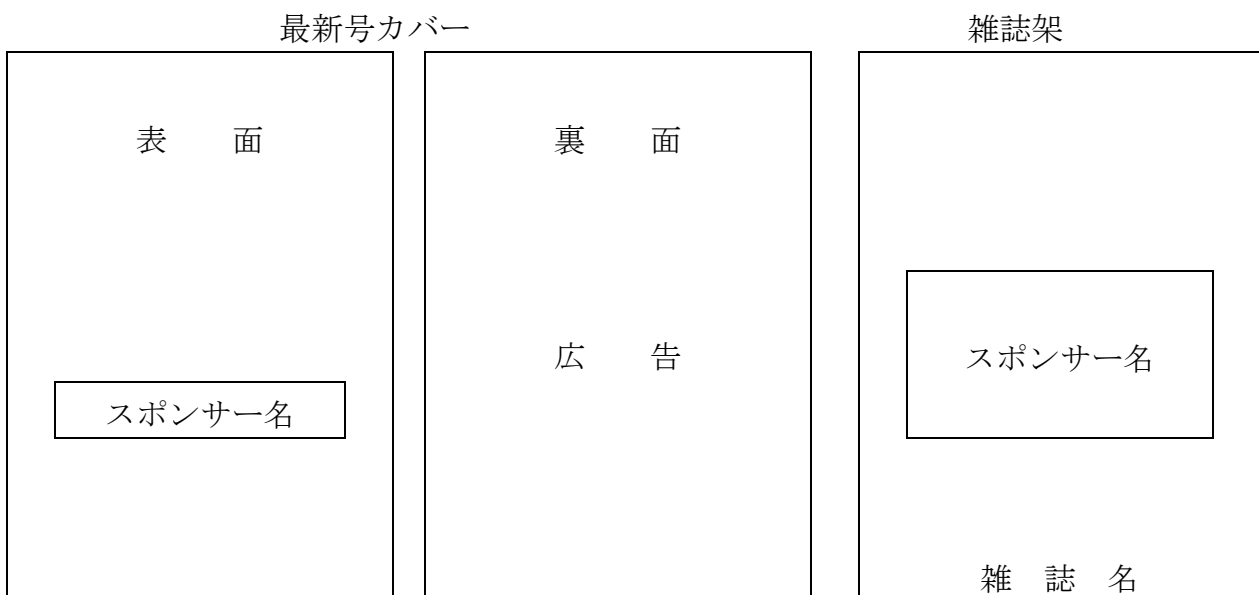 最新号カバー
雑誌架
表　面
裏　面
広　告
スポンサー名
スポンサー名
雑　誌　名